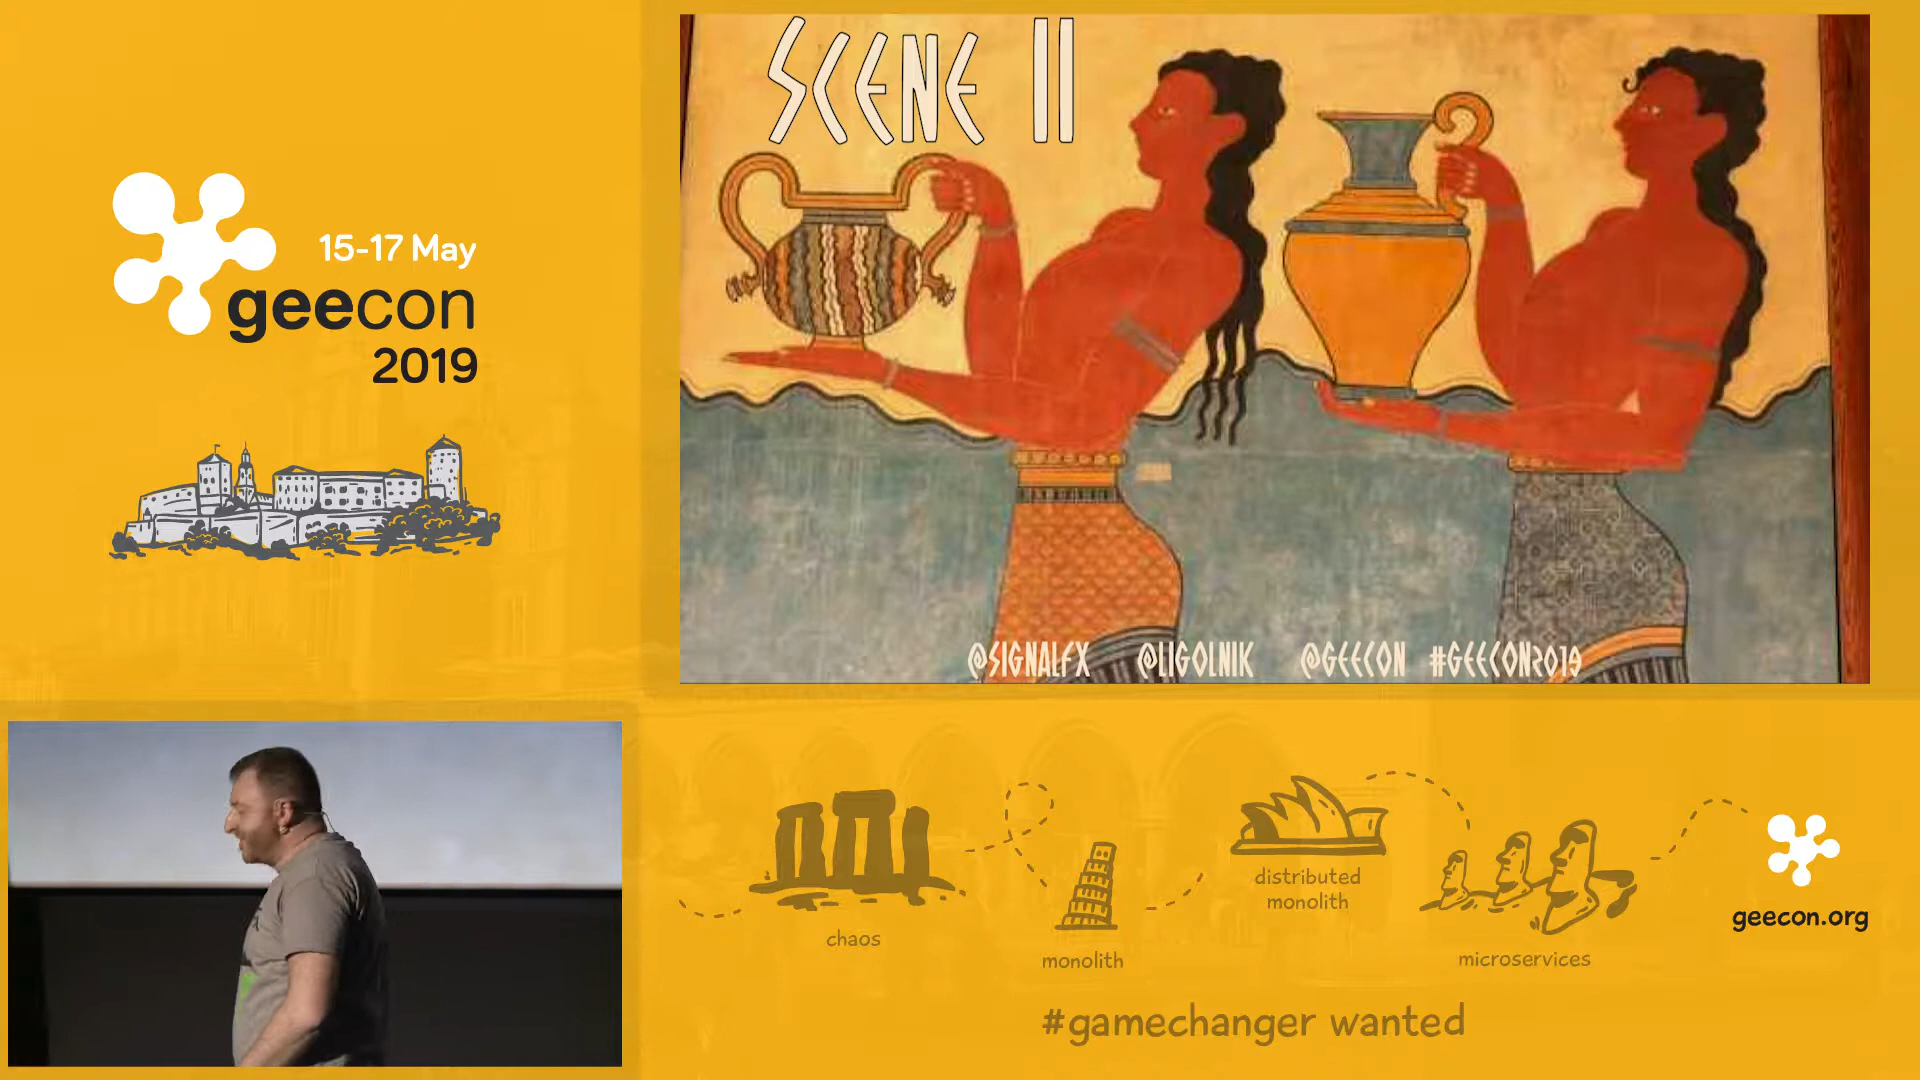 SCENE II
15-17 May
geecon
2019
@SIGNALFX @LIGOLNIK @GEECON #GEECON2019
chaos
monolith
distributed
monolith
microservices
geecon.org
#gamechanger wanted